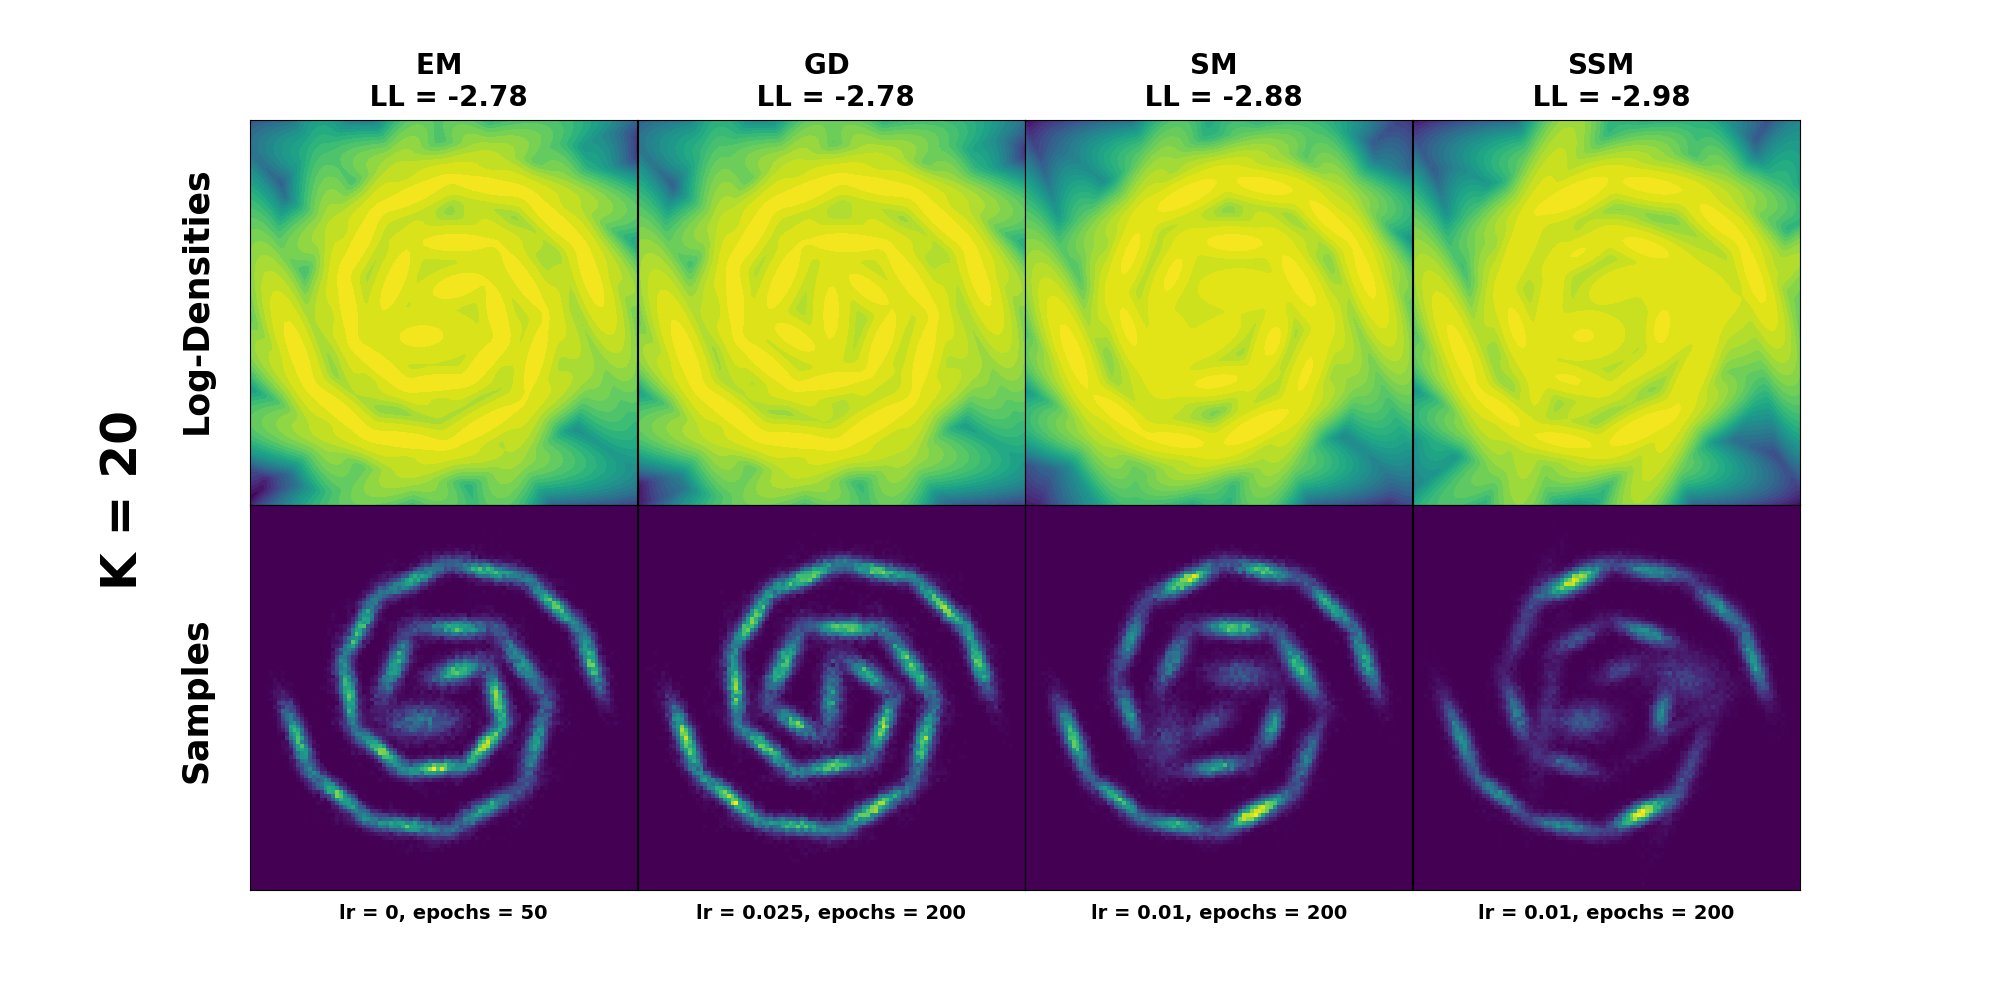 EM
LL = -2.78
GD
LL = -2.78
SM
LL = -2.88
SSM
LL = -2.98
K = 20
Log-Densities
Samples
lr = 0, epochs = 50
lr = 0.025, epochs = 200
lr = 0.01, epochs = 200
lr = 0.01, epochs = 200